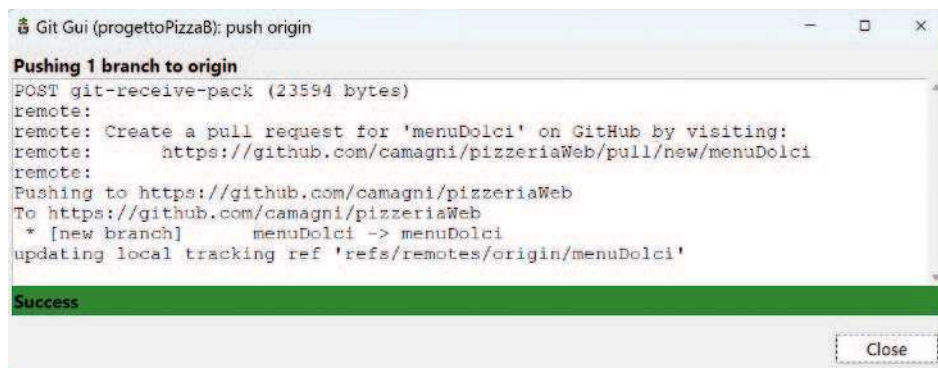 Git Gui (progettoPizzaB): push origin
Pushing 1 branch to origin
POST git-receive-pack (23594 bytes)
remote:
remote: Create a pull request for 'menuDolci' on GitHub by visiting:
remote:      https://github.com/camagni/pizzeriaWeb/pull/new/menuDolci
remote:
Pushing to https://github.com/camagni/pizzeriaWeb
To https://github.com/camagni/pizzeriaWeb
 * [new branch]      menuDolci -> menuDolci
updating local tracking ref 'refs/remotes/origin/menuDolci'
Success
Close